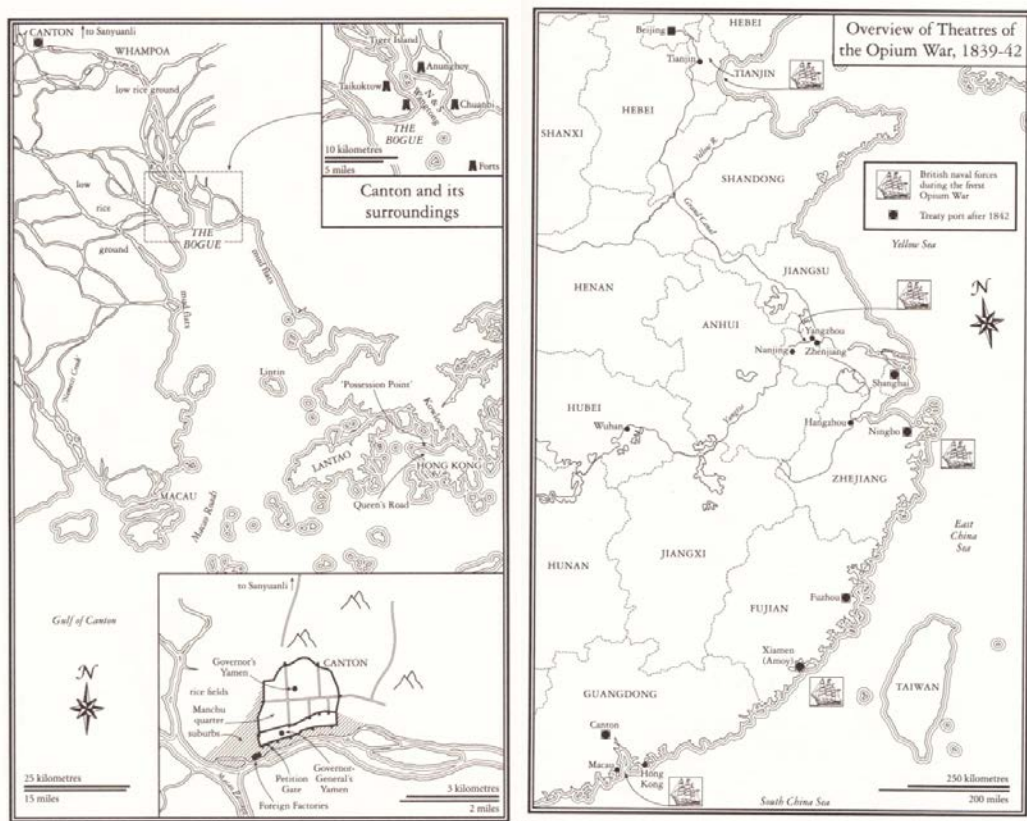 CANTON
to Sanyuanli
WHAMPOA
low rice ground
low
rice
ground
THE
BOGUE
mud flats
mud flats
Lintin
'Possession Point'
Kowloon
LANTAO
HONG KONG
Queen's Road
MACAU
Macao Roads
Gulf of Canton
N
25 kilometres
15 miles
Tiger Island
Anunghoy
Taikoktow
N & S
Wangtong
Chuanbi
THE
BOGUE
10 kilometres
5 miles
Forts
Canton and its
surroundings
to Sanyuanli
CANTON
Governor's
Yamen
rice fields
Manchu
quarter
suburbs
Petition
Gate
Governor-
General's
Yamen
Foreign Factories
3 kilometres
2 miles
Overview of Theatres
of the Opium War, 1839-42
HEBEI
Beijing
Tianjin
TIANJIN
HEBEI
SHANXI
Yellow R.
SHANDONG
Grand Canal
British naval forces
during the first
Opium War
Treaty port after 1842
Yellow Sea
N
JIANGSU
HENAN
ANHUI
Yangzhou
Nanjing
Zhenjiang
Shanghai
HUBEI
Yangtze
Wuhan
Hangzhou
Ningbo
ZHEJIANG
East
China
Sea
HUNAN
JIANGXI
FUJIAN
Fuzhou
Xiamen
(Amoy)
TAIWAN
GUANGDONG
Canton
Macau
Hong
Kong
South China Sea
250 kilometres
200 miles